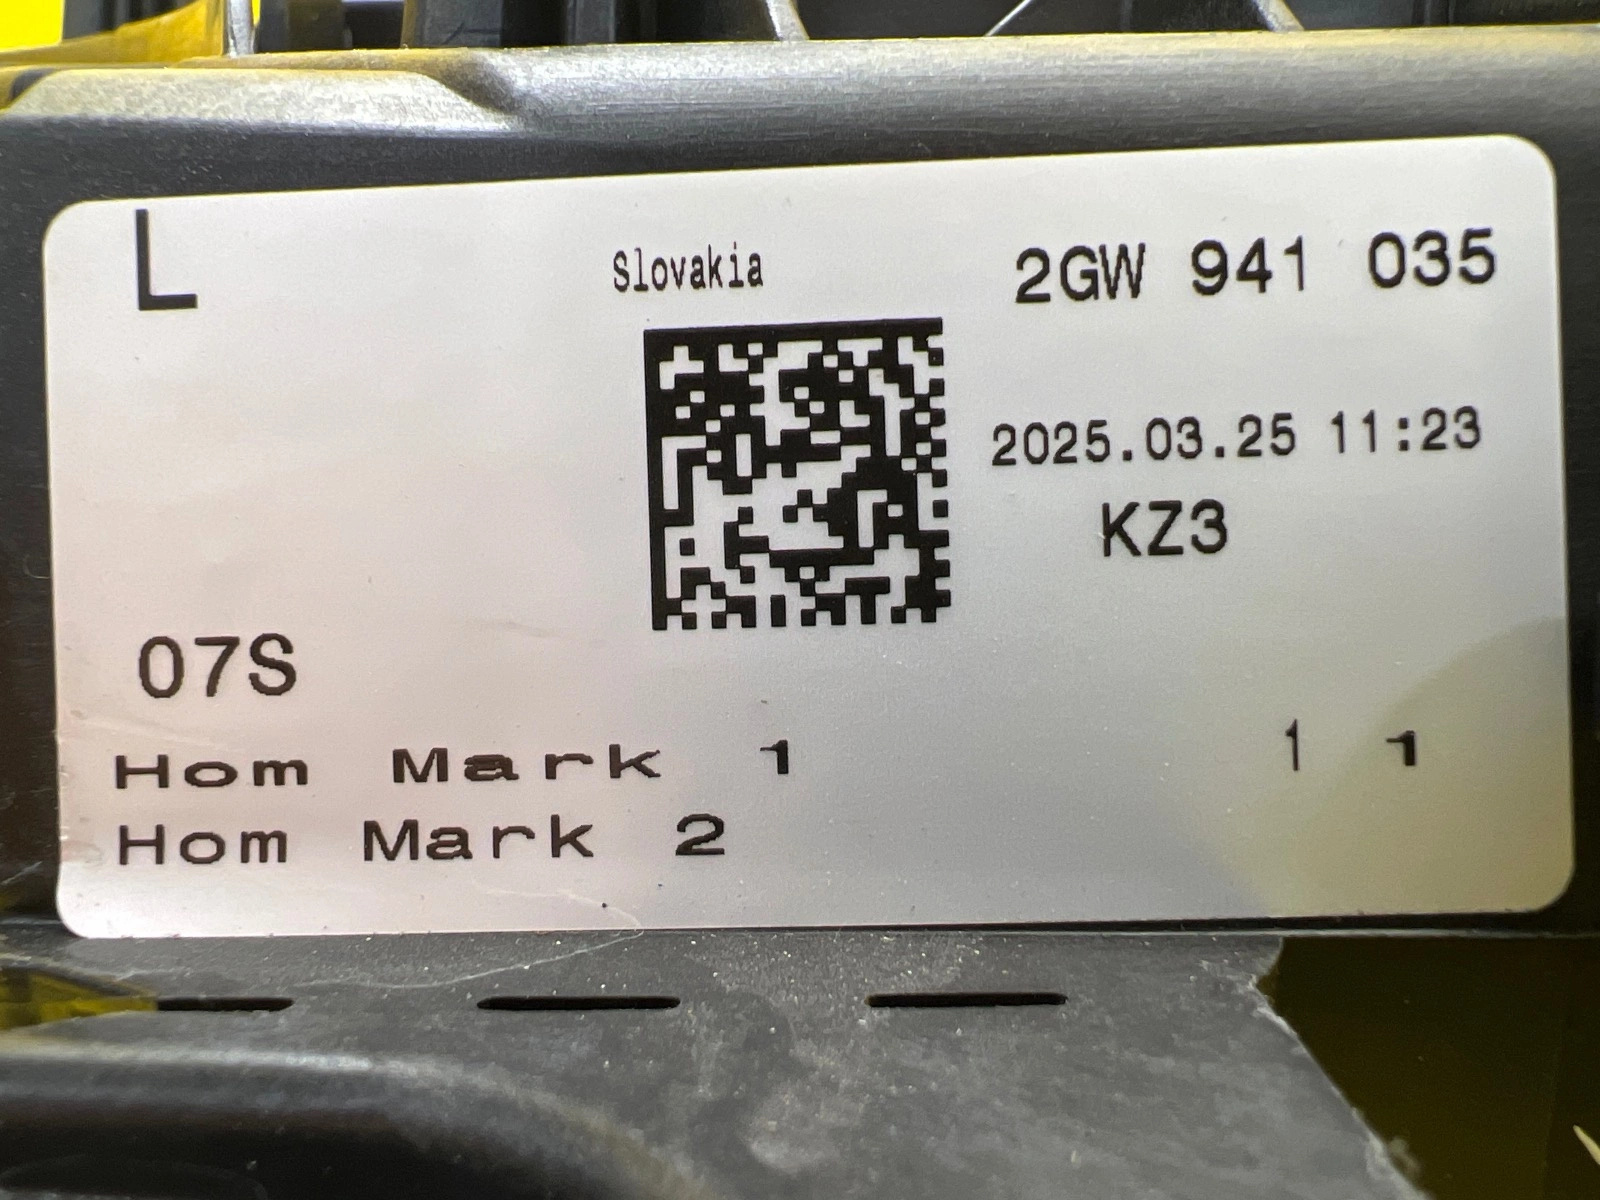 L
Slovakia
2GW 941 035
2025.03.25 11:23
KZ3
07S
Hom Mark 1
1 1
Hom Mark 2